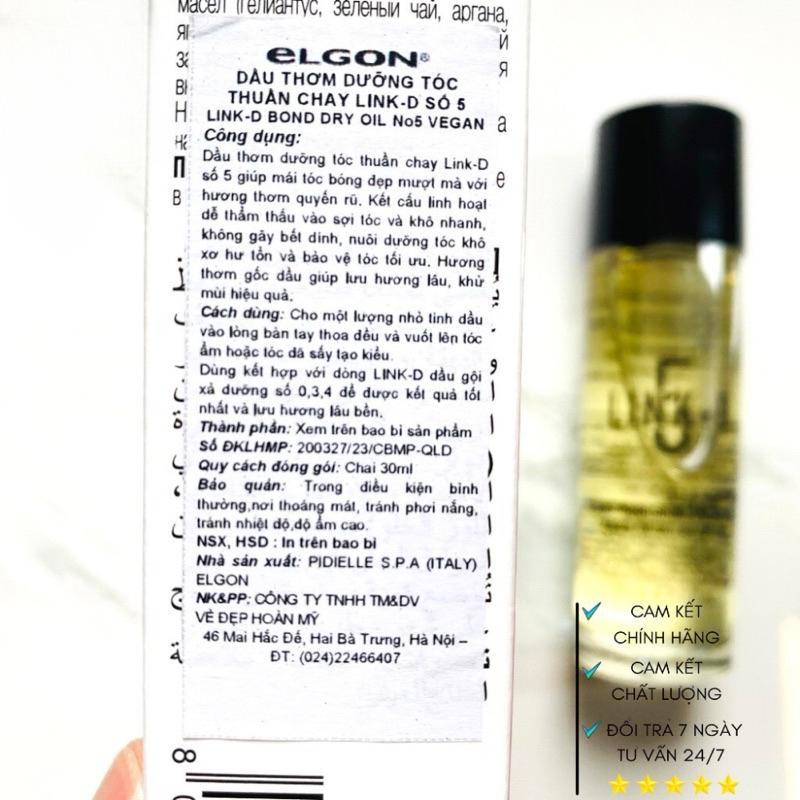 масел (гелиантус, зеленый чай, аргана,
eLGON®
DẦU THƠM DƯỠNG TÓC
THUẦN CHAY LINK-D SỐ 5
LINK-D BOND DRY OIL No5 VEGAN
Công dụng:
Dầu thơm dưỡng tóc thuần chay Link-D
số 5 giúp mái tóc bóng đẹp mượt mà với
hương thơm quyến rũ. Kết cấu linh hoạt
dễ thẩm thấu vào sợi tóc và khô nhanh,
không gây bết dính, nuôi dưỡng tóc khô
xơ hư tổn và bảo vệ tóc tối ưu. Hương
thơm gốc dầu giúp lưu hương lâu, khử
mùi hiệu quả.
Cách dùng: Cho một lượng nhỏ tinh dầu
vào lòng bàn tay thoa đều và vuốt lên tóc
ẩm hoặc tóc đã sấy tạo kiểu.
Dùng kết hợp với dòng LINK-D dầu gội
xả dưỡng số 0,3,4 để được kết quả tốt
nhất và lưu hương lâu bền.
Thành phần: Xem trên bao bì sản phẩm
Số ĐKLHMP: 200327/23/CBMP-QLD
Quy cách đóng gói: Chai 30ml
Bảo quản: Trong điều kiện bình
thường,nơi thoáng mát, tránh phơi nắng,
tránh nhiệt độ,độ ẩm cao.
NSX, HSD : In trên bao bì
Nhà sản xuất: PIDIELLE S.P.A (ITALY)
ELGON
NK&PP: CÔNG TY TNHH TM&DV
VẺ ĐẸP HOÀN MỸ
46 Mai Hắc Đế, Hai Bà Trưng, Hà Nội –
ĐT: (024)22466407
8
5
LINK-D
CAM KẾT
CHÍNH HÃNG
CAM KẾT
CHẤT LƯỢNG
ĐỔI TRẢ 7 NGÀY
TƯ VẤN 24/7